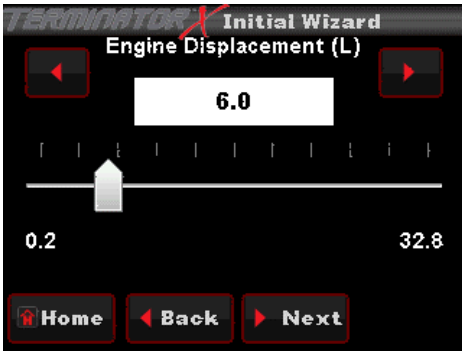 TERMINATOR X Initial Wizard
Engine Displacement (L)
6.0
0.2 32.8
Home Back Next